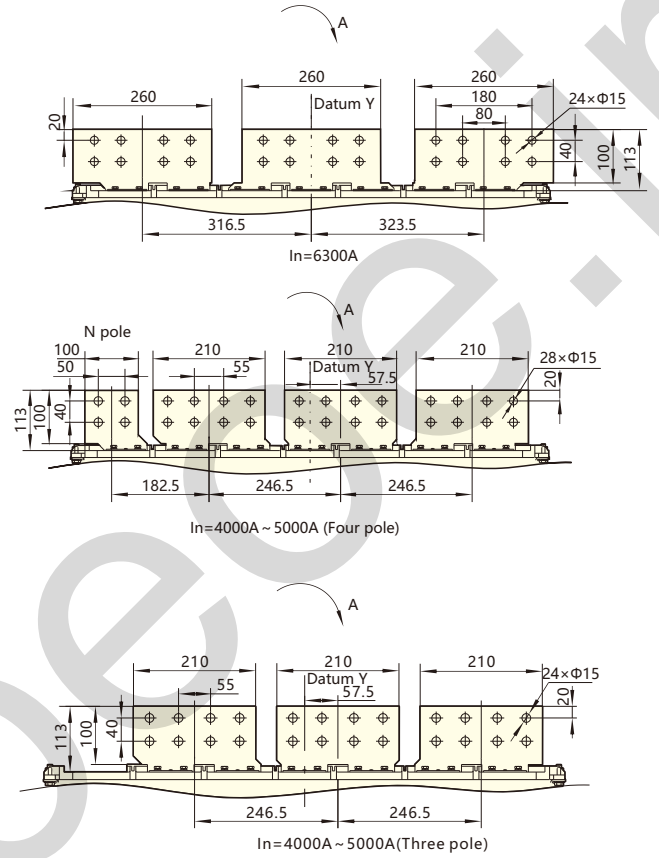 A
260 260 260
Datum Y 180 24×Φ15
20 80
40 100 113
316.5 323.5
In=6300A
A
N pole
100 210 210 210
50 55 Datum Y 57.5 28×Φ15
20
113 100 40
182.5 246.5 246.5
In=4000A~5000A (Four pole)
A
210 210 210
55 Datum Y 57.5 24×Φ15
20
113 100 40
246.5 246.5
In=4000A~5000A(Three pole)